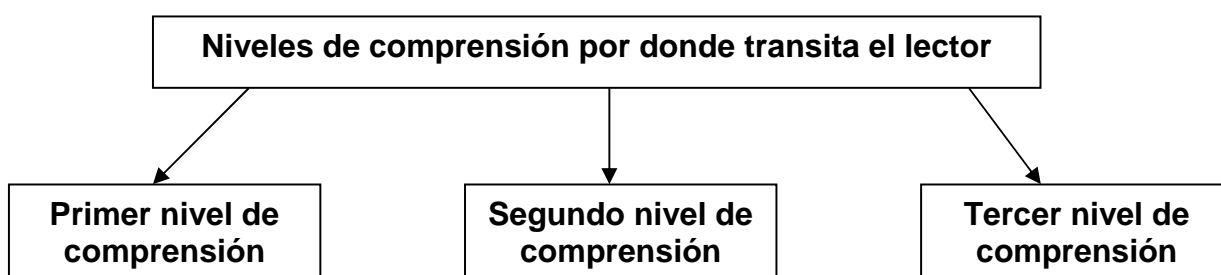 Niveles de comprensión por donde transita el lector
Primer nivel de
comprensión
Segundo nivel de
comprensión
Tercer nivel de
comprensión